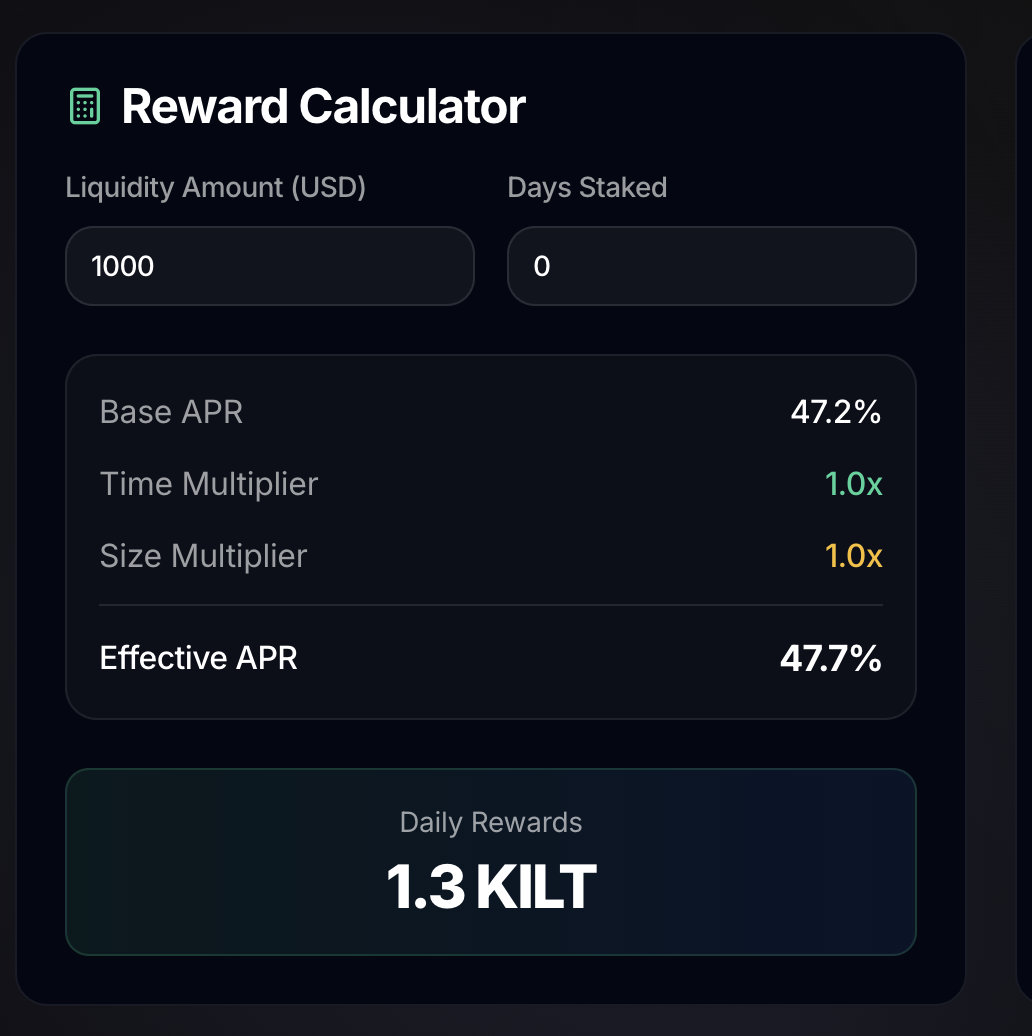 Reward Calculator
Liquidity Amount (USD) Days Staked
1000 0
Base APR 47.2%
Time Multiplier 1.0x
Size Multiplier 1.0x
Effective APR 47.7%
Daily Rewards
1.3 KILT